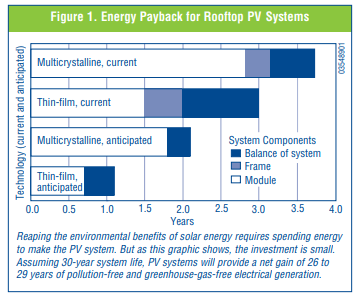 Figure 1. Energy Payback for Rooftop PV Systems
Technology (current and anticipated)
Multicrystalline, current
Thin-film, current
Multicrystalline, anticipated
Thin-film,
anticipated
System Components
Balance of system
Frame
Module
03548901
0.0 0.5 1.0 1.5 2.0 2.5 3.0 3.5 4.0
Years
Reaping the environmental benefits of solar energy requires spending energy
to make the PV system. But as this graphic shows, the investment is small.
Assuming 30-year system life, PV systems will provide a net gain of 26 to
29 years of pollution-free and greenhouse-gas-free electrical generation.